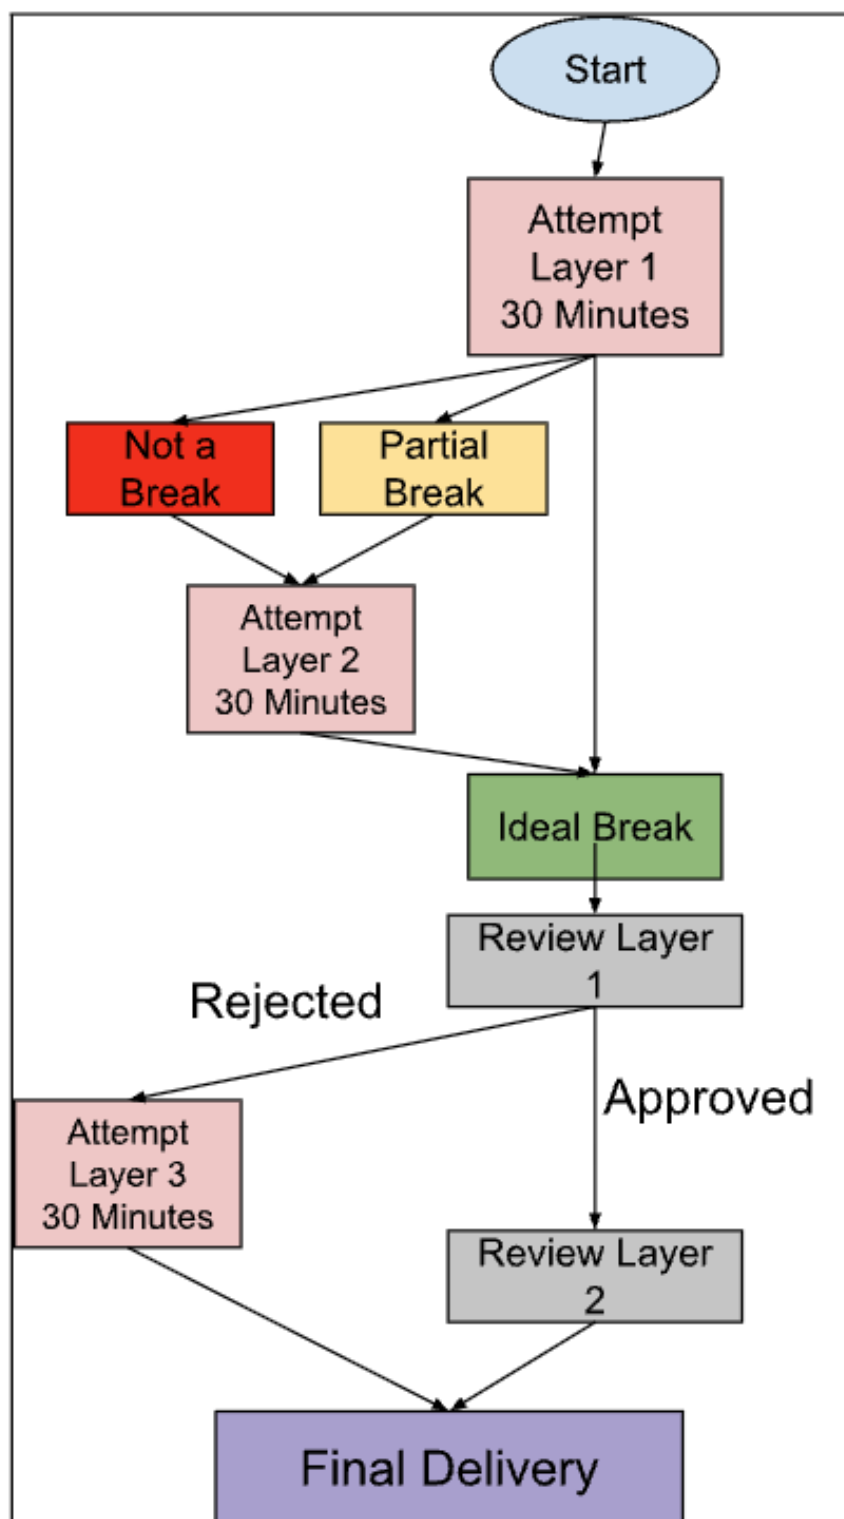 Start
Attempt
Layer 1
30 Minutes
Not a
Break
Partial
Break
Attempt
Layer 2
30 Minutes
Ideal Break
Review Layer
1
Rejected
Approved
Attempt
Layer 3
30 Minutes
Review Layer
2
Final Delivery